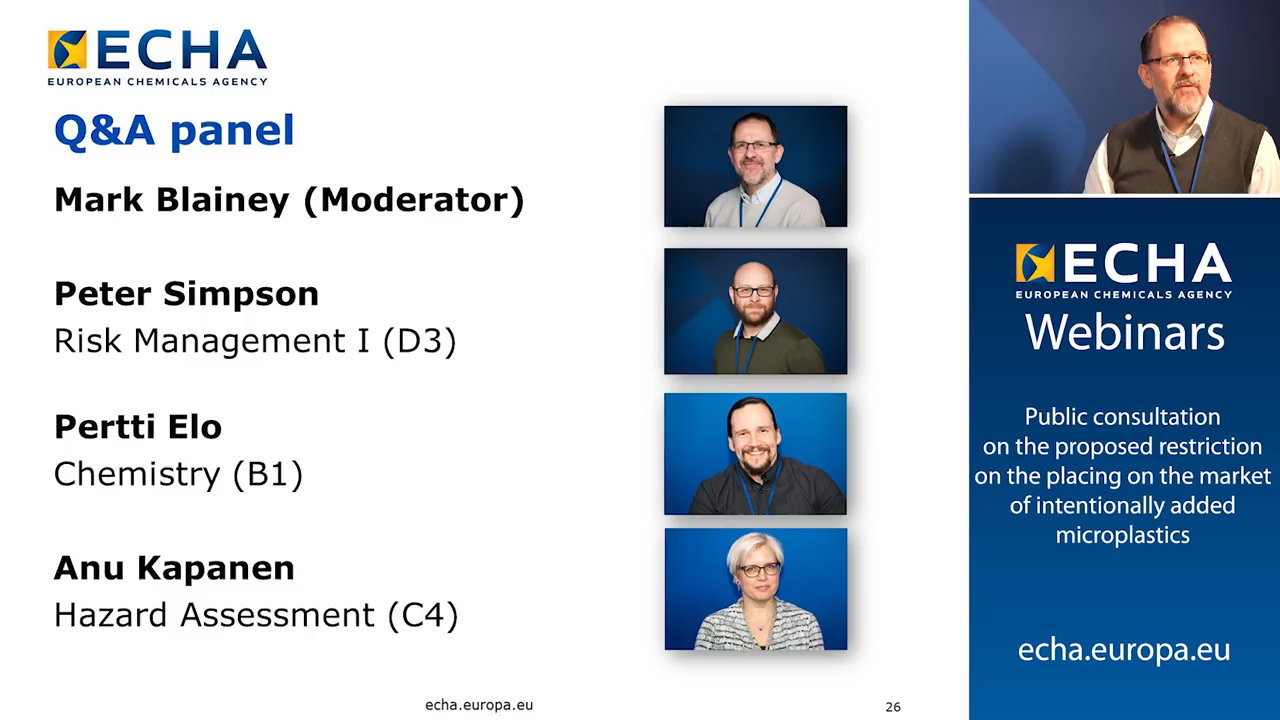 ECHA
EUROPEAN CHEMICALS AGENCY
Q&A panel
Mark Blainey (Moderator)
Peter Simpson
Risk Management I (D3)
Pertti Elo
Chemistry (B1)
Anu Kapanen
Hazard Assessment (C4)
echa.europa.eu
26
ECHA
EUROPEAN CHEMICALS AGENCY
Webinars
Public consultation
on the proposed restriction
on the placing on the market
of intentionally added
microplastics
echa.europa.eu